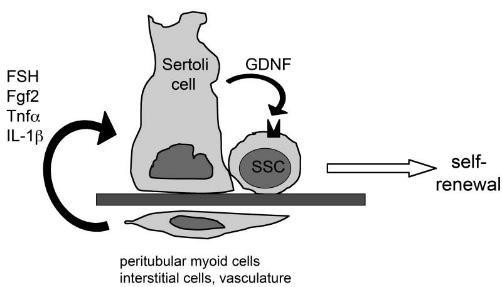 FSH
Fgf2
Tnfα
IL-1β
Sertoli
cell
GDNF
SSC
self-
renewal
peritubular myoid cells
interstitial cells, vasculature